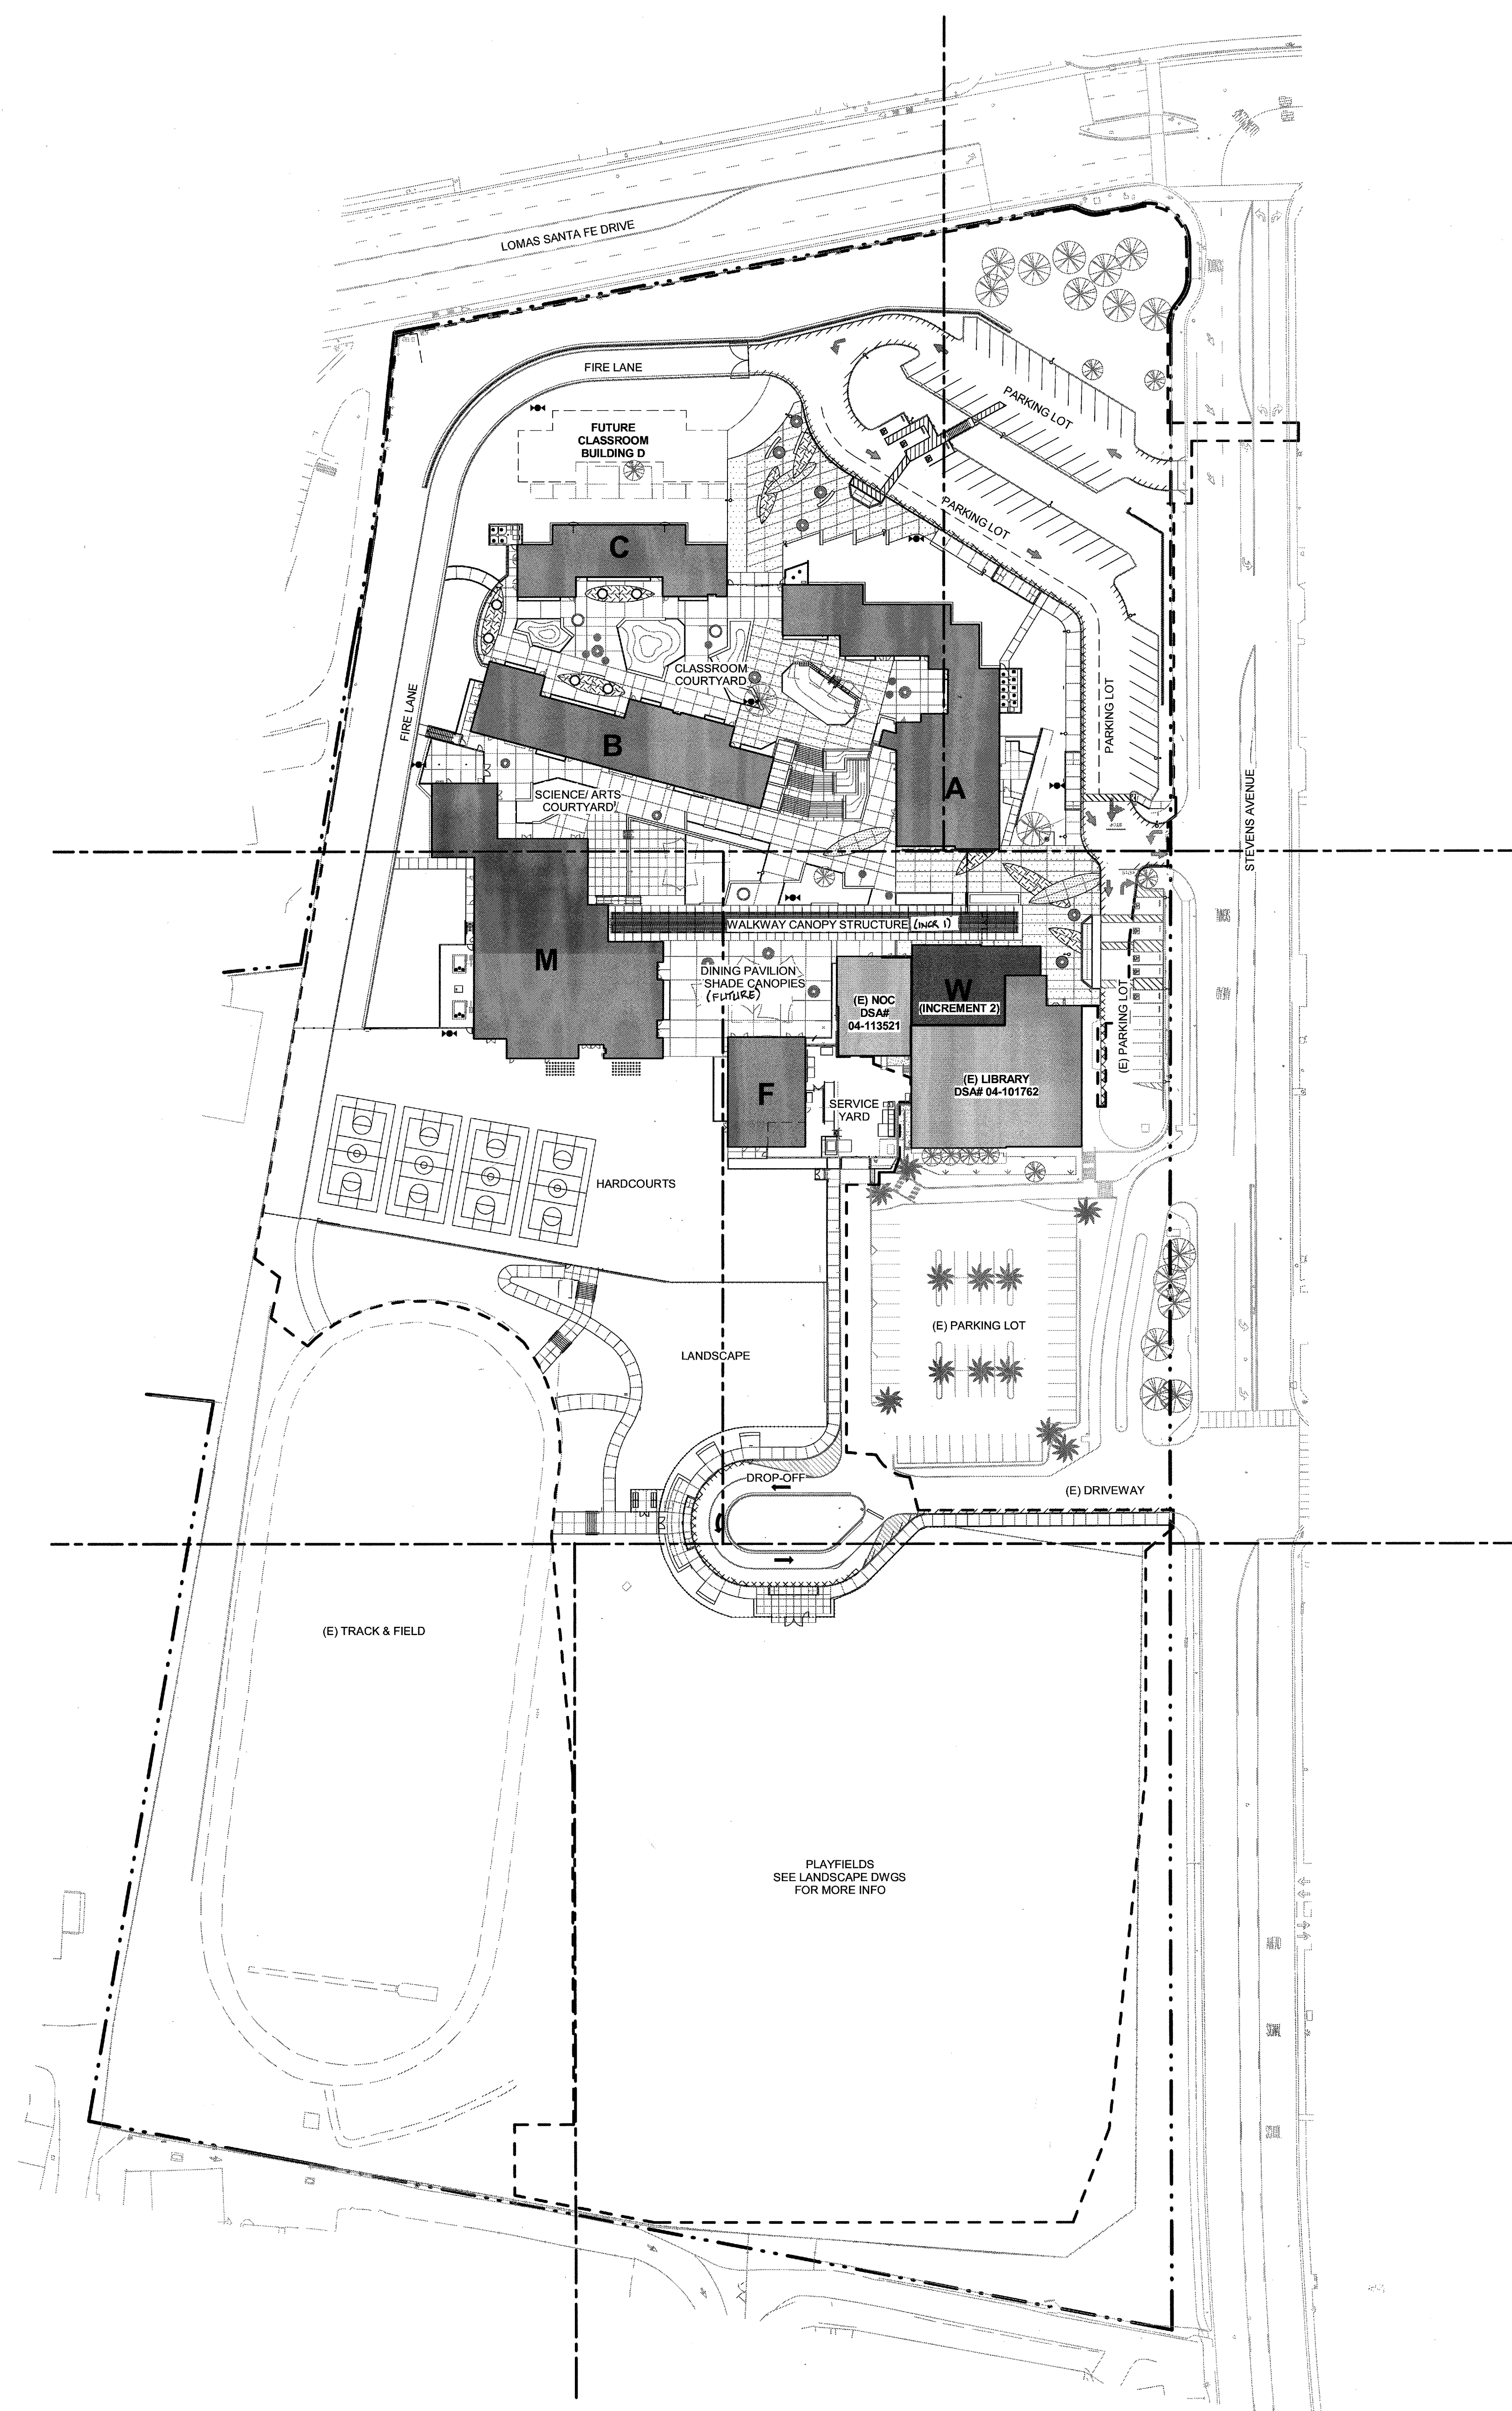 LOMAS SANTA FE DRIVE
FIRE LANE
PARKING LOT
FUTURE
CLASSROOM
BUILDING D
PARKING LOT
C
CLASSROOM
COURTYARD
FIRE LANE
PARKING LOT
B
A
SCIENCE/ ARTS
COURTYARD
STEVENS AVENUE
STOP
WALKWAY CANOPY STRUCTURE (INCR 1)
M
DINING PAVILION
SHADE CANOPIES
(FUTURE)
(E) NOC
DSA#
04-113521
W
(INCREMENT 2)
(E) PARKING LOT
(E) LIBRARY
DSA# 04-101762
F
SERVICE
YARD
HARDCOURTS
(E) PARKING LOT
LANDSCAPE
DROP-OFF
(E) DRIVEWAY
(E) TRACK & FIELD
PLAYFIELDS
SEE LANDSCAPE DWGS
FOR MORE INFO